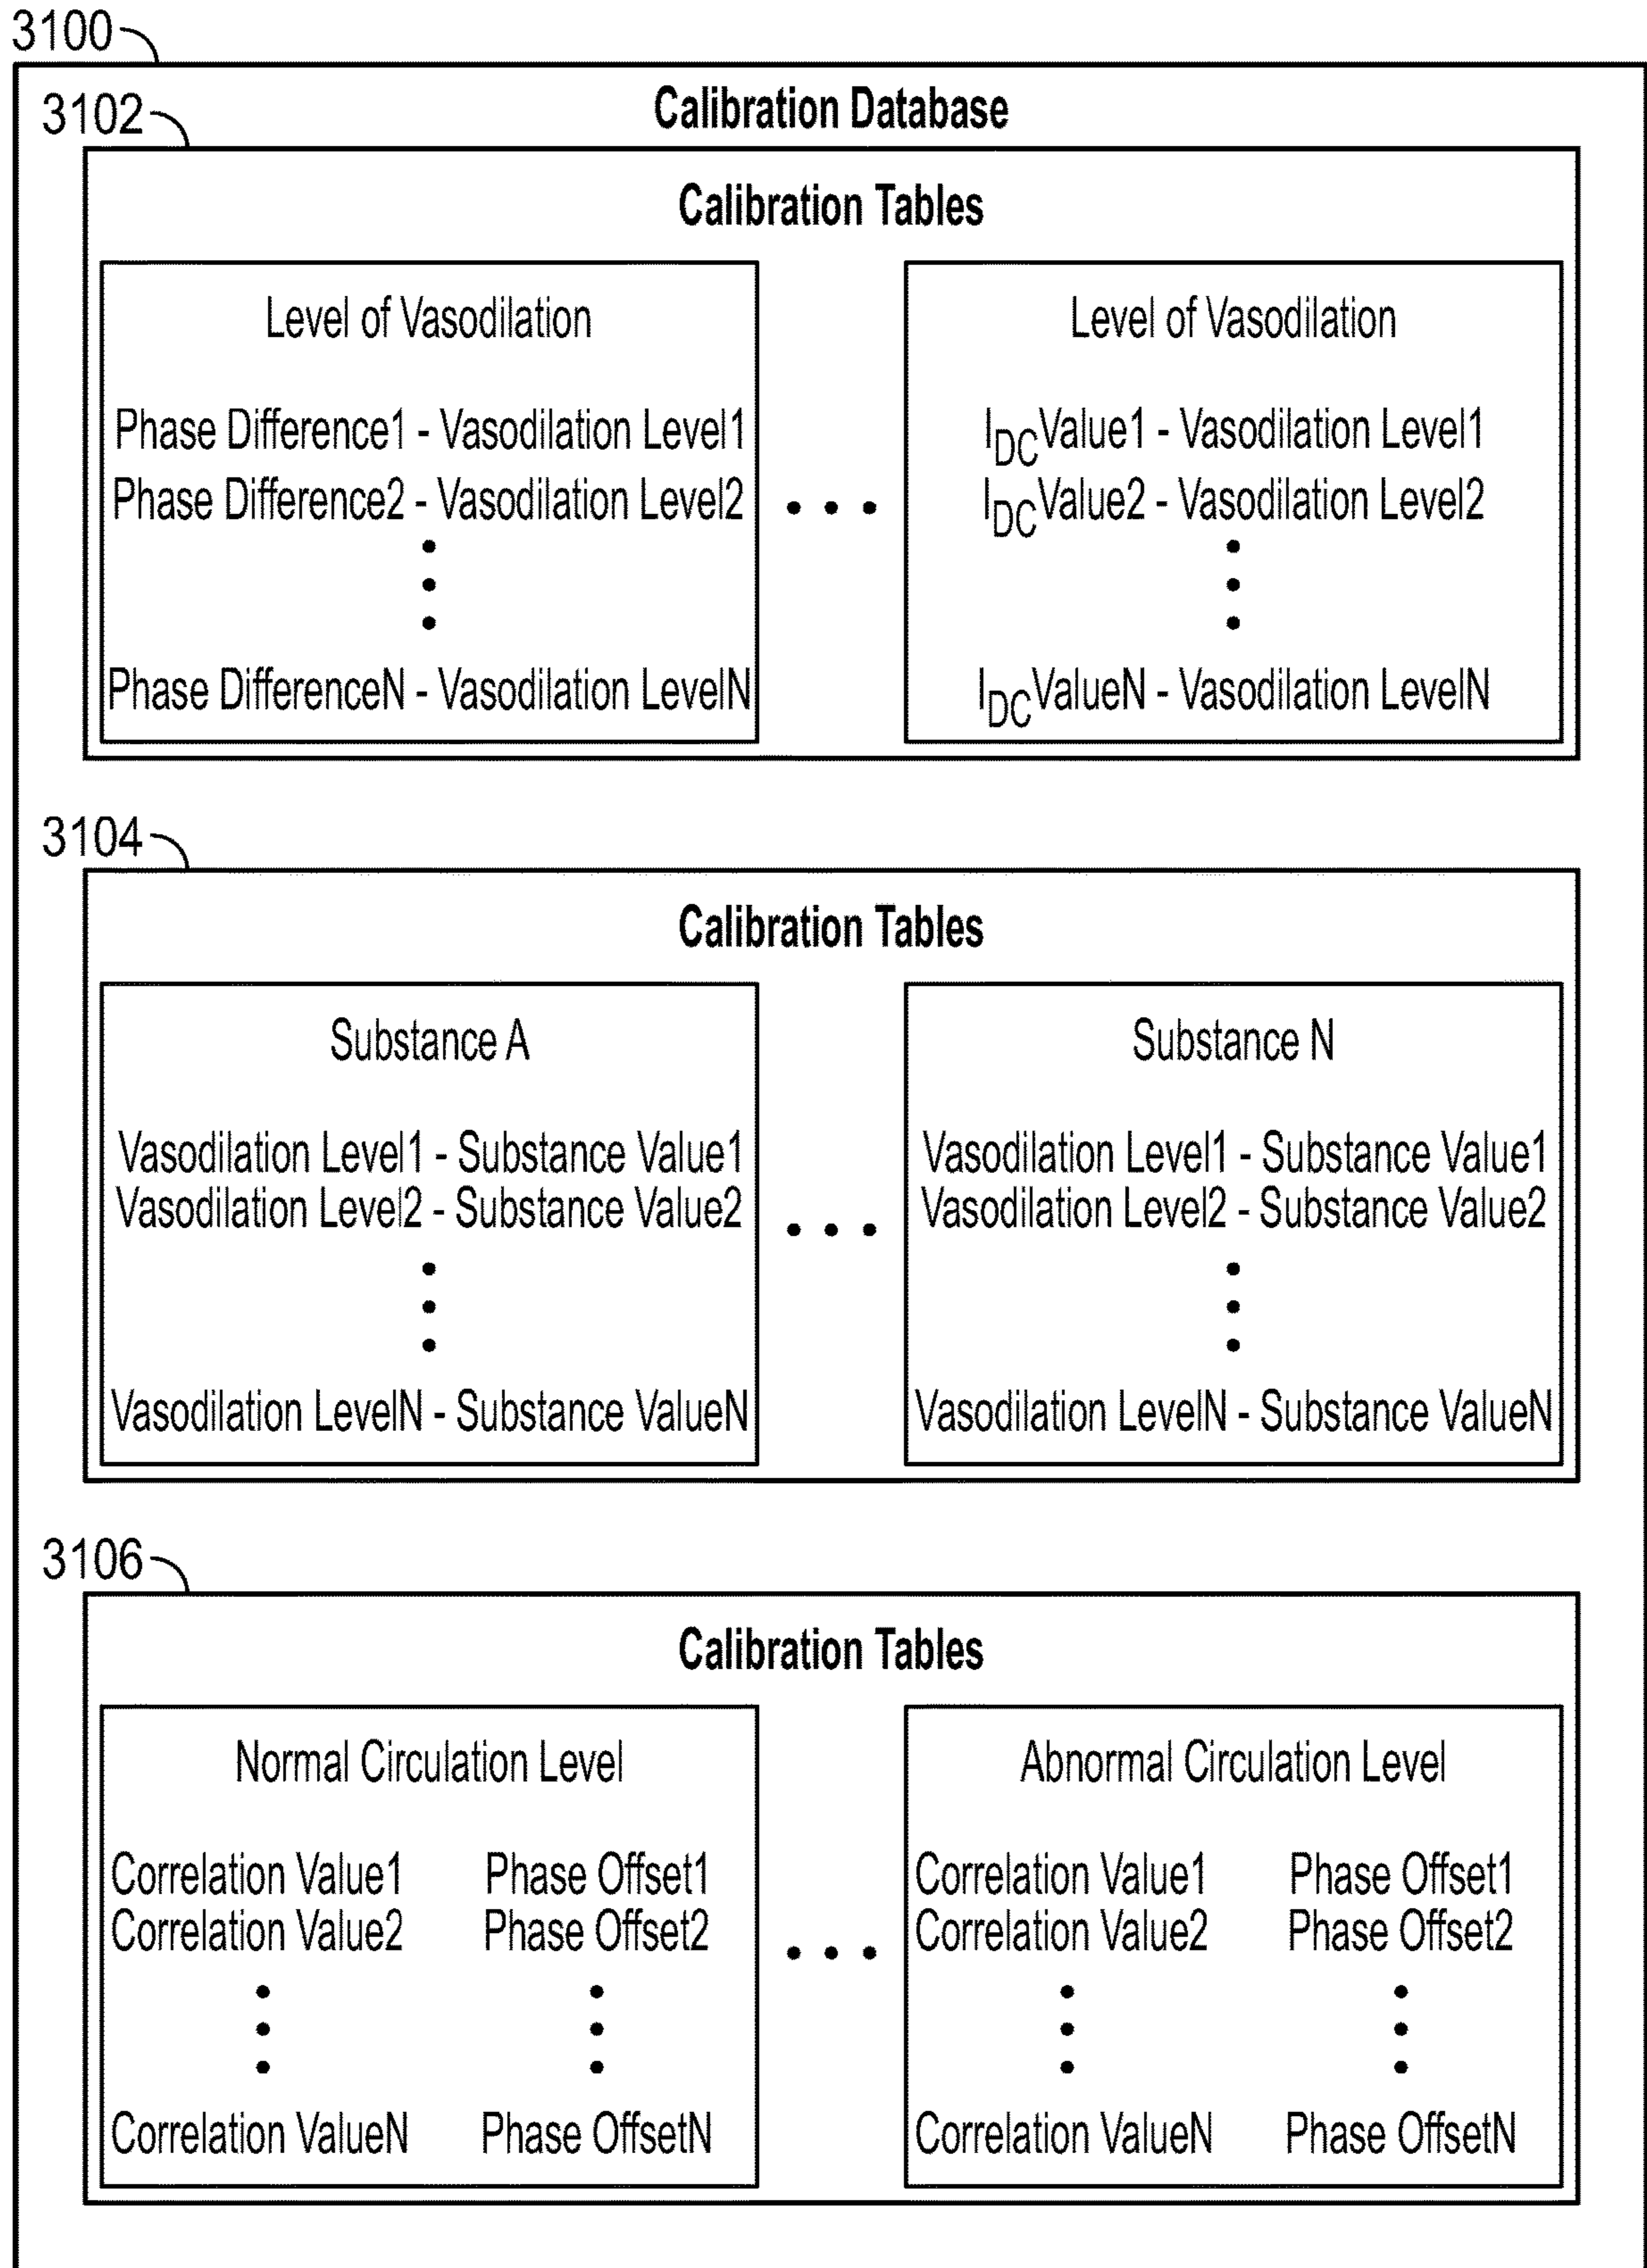 3100
Calibration Database
3102
Calibration Tables
Level of Vasodilation
Phase Difference1 - Vasodilation Level1
Phase Difference2 - Vasodilation Level2
Phase DifferenceN - Vasodilation LevelN
Level of Vasodilation
IDCValue1 - Vasodilation Level1
IDCValue2 - Vasodilation Level2
IDCValueN - Vasodilation LevelN
3104
Calibration Tables
Substance A
Vasodilation Level1 - Substance Value1
Vasodilation Level2 - Substance Value2
Vasodilation LevelN - Substance ValueN
Substance N
Vasodilation Level1 - Substance Value1
Vasodilation Level2 - Substance Value2
Vasodilation LevelN - Substance ValueN
3106
Calibration Tables
Normal Circulation Level
Correlation Value1 Phase Offset1
Correlation Value2 Phase Offset2
Correlation ValueN Phase OffsetN
Abnormal Circulation Level
Correlation Value1 Phase Offset1
Correlation Value2 Phase Offset2
Correlation ValueN Phase OffsetN